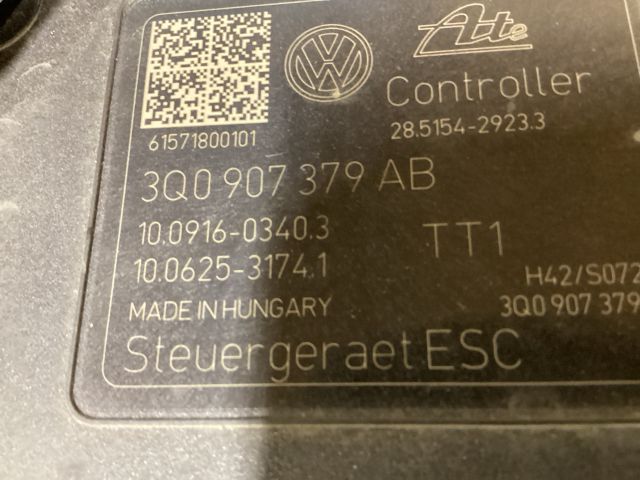 Ate
Controller
28.5154-2923.3
61571800101
3Q0 907 379 AB
10.0916-0340.3
10.0625-3174.1
TT1
H42/S072
MADE IN HUNGARY
3Q0 907 379
Steuergeraet ESC